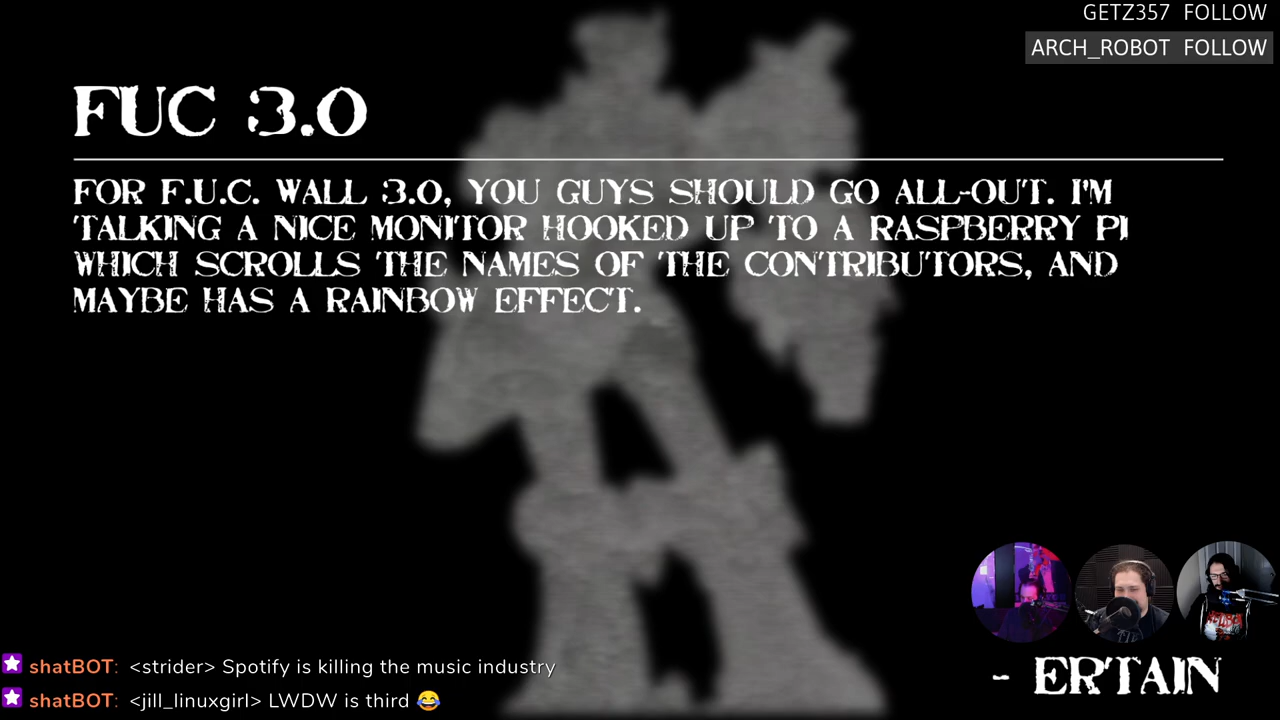 GETZ357 FOLLOW
ARCH_ROBOT FOLLOW
FUC 3.0
FOR F.U.C. WALL 3.0, YOU GUYS SHOULD GO ALL-OUT. I'M
TALKING A NICE MONITOR HOOKED UP TO A RASPBERRY PI
WHICH SCROLLS THE NAMES OF THE CONTRIBUTORS, AND
MAYBE HAS A RAINBOW EFFECT.
shatBOT: <strider> Spotify is killing the music industry
shatBOT: <jill_linuxgirl> LWDW is third 😂
- ERTAIN